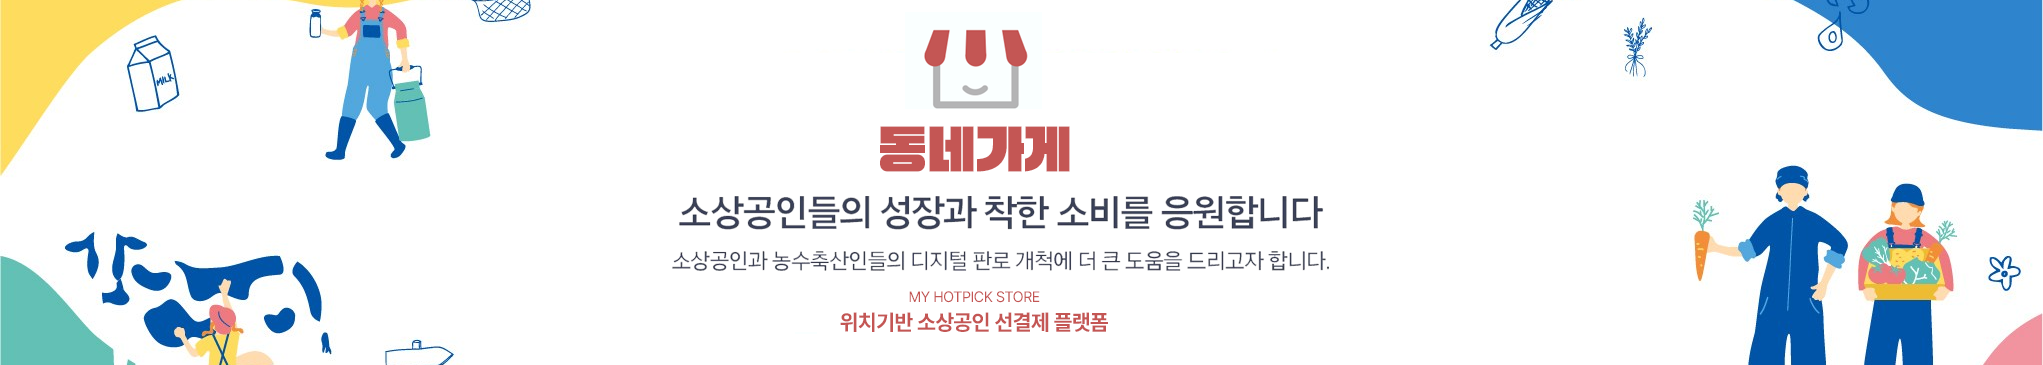 MILK
동네가게
소상공인들의 성장과 착한 소비를 응원합니다
소상공인과 농수축산인들의 디지털 판로 개척에 더 큰 도움을 드리고자 합니다.
MY HOTPICK STORE
위치기반 소상공인 선결제 플랫폼